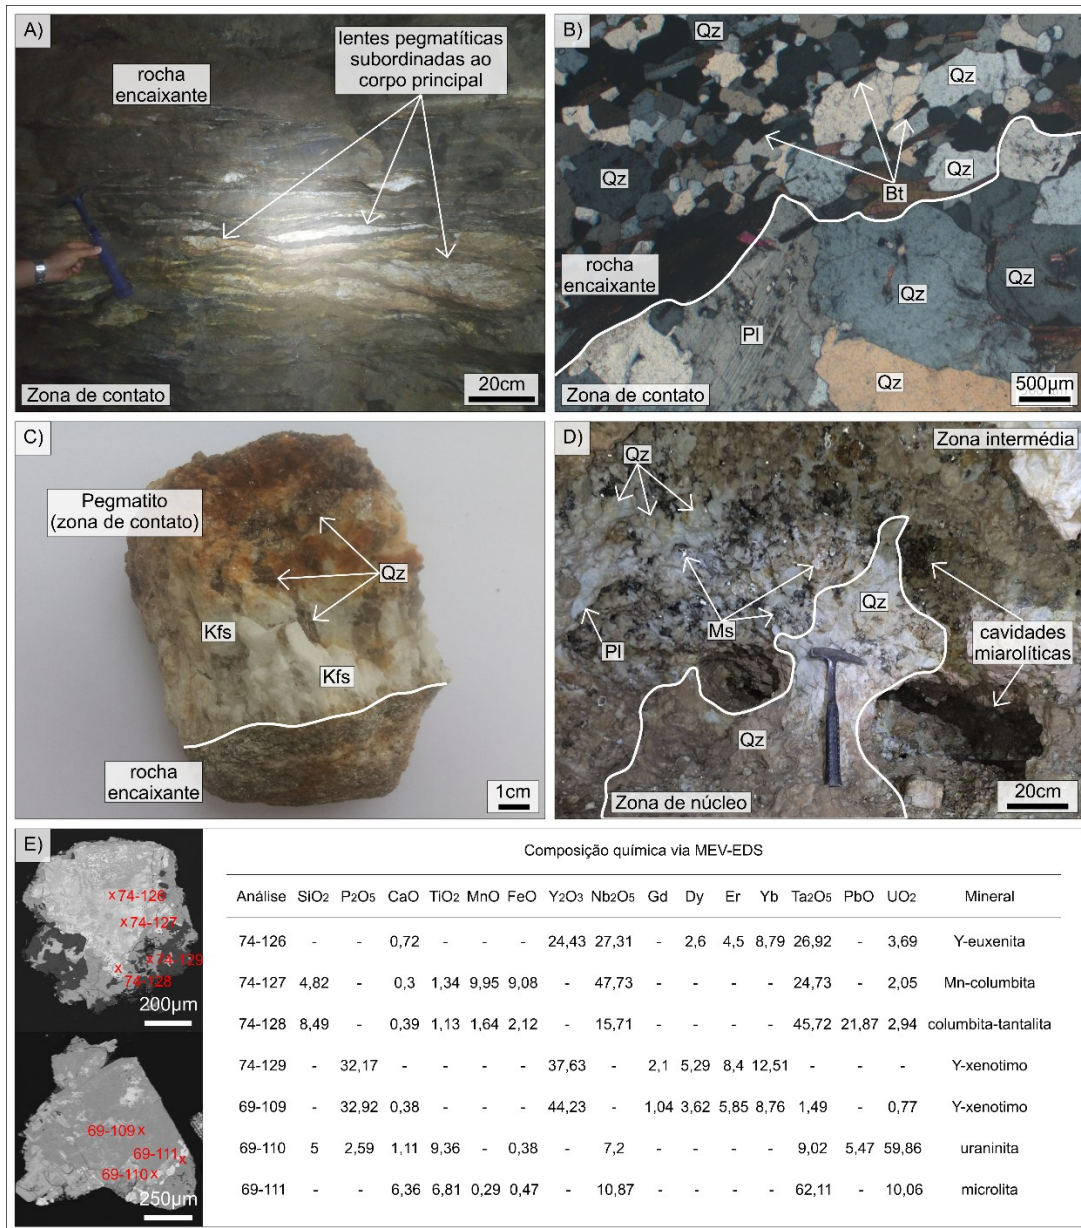 A)
rocha
encaixante
lentes pegmatíticas
subordinadas ao
corpo principal
Zona de contato
20cm
B)
Qz
Qz
Qz
Qz
Bt
rocha
encaixante
Qz
Qz
Pl
Qz
Zona de contato
500µm
C)
Pegmatito
(zona de contato)
Qz
Kfs
Kfs
rocha
encaixante
1cm
D)
Zona intermédia
Qz
Qz
Ms
Pl
cavidades
miarolíticas
Qz
Zona de núcleo
20cm
E)
x74-126
x74-127
x74-129
x
74-128
200µm
69-109x
69-111
x
69-110x
250µm
Composição química via MEV-EDS
Análise SiO2 P2O5 CaO TiO2 MnO FeO Y2O3 Nb2O5 Gd Dy Er Yb Ta2O5 PbO UO2 Mineral
74-126 - - 0,72 - - - 24,43 27,31 - 2,6 4,5 8,79 26,92 - 3,69 Y-euxenita
74-127 4,82 - 0,3 1,34 9,95 9,08 - 47,73 - - - - 24,73 - 2,05 Mn-columbita
74-128 8,49 - 0,39 1,13 1,64 2,12 - 15,71 - - - - 45,72 21,87 2,94 columbita-tantalita
74-129 - 32,17 - - - - 37,63 - 2,1 5,29 8,4 12,51 - - - Y-xenotimo
69-109 - 32,92 0,38 - - - 44,23 - 1,04 3,62 5,85 8,76 1,49 - 0,77 Y-xenotimo
69-110 5 2,59 1,11 9,36 - 0,38 - 7,2 - - - - 9,02 5,47 59,86 uraninita
69-111 - - 6,36 6,81 0,29 0,47 - 10,87 - - - - 62,11 - 10,06 microlita